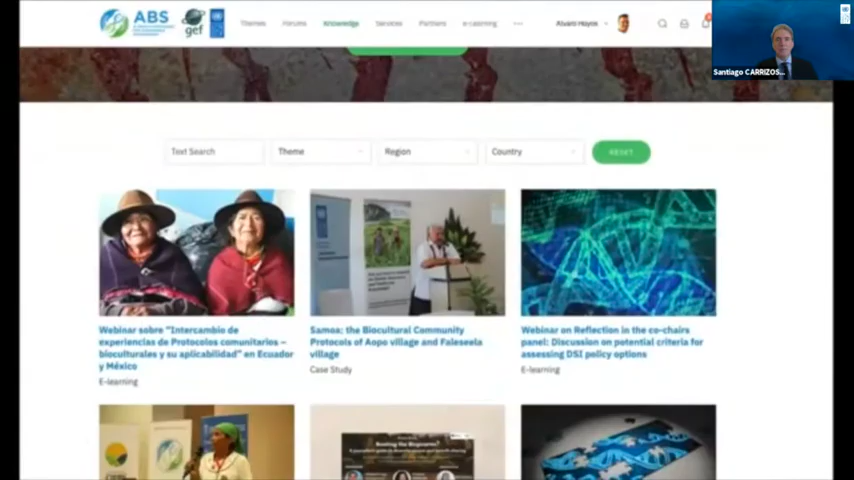 ABS
gef
Themes Forums Knowledge Services Partners e-Learning
Alvaro Hoyos
Santiago CARRIZOS...
Text Search
Theme
Region
Country
RESET
Webinar sobre "Intercambio de
experiencias de Protocolos comunitarios –
bioculturales y su aplicabilidad" en Ecuador
y México
E-learning
Samoa: the Biocultural Community
Protocols of Aopo village and Faleseela
village
Case Study
Webinar on Reflection in the co-chairs
panel: Discussion on potential criteria for
assessing DSI policy options
E-learning